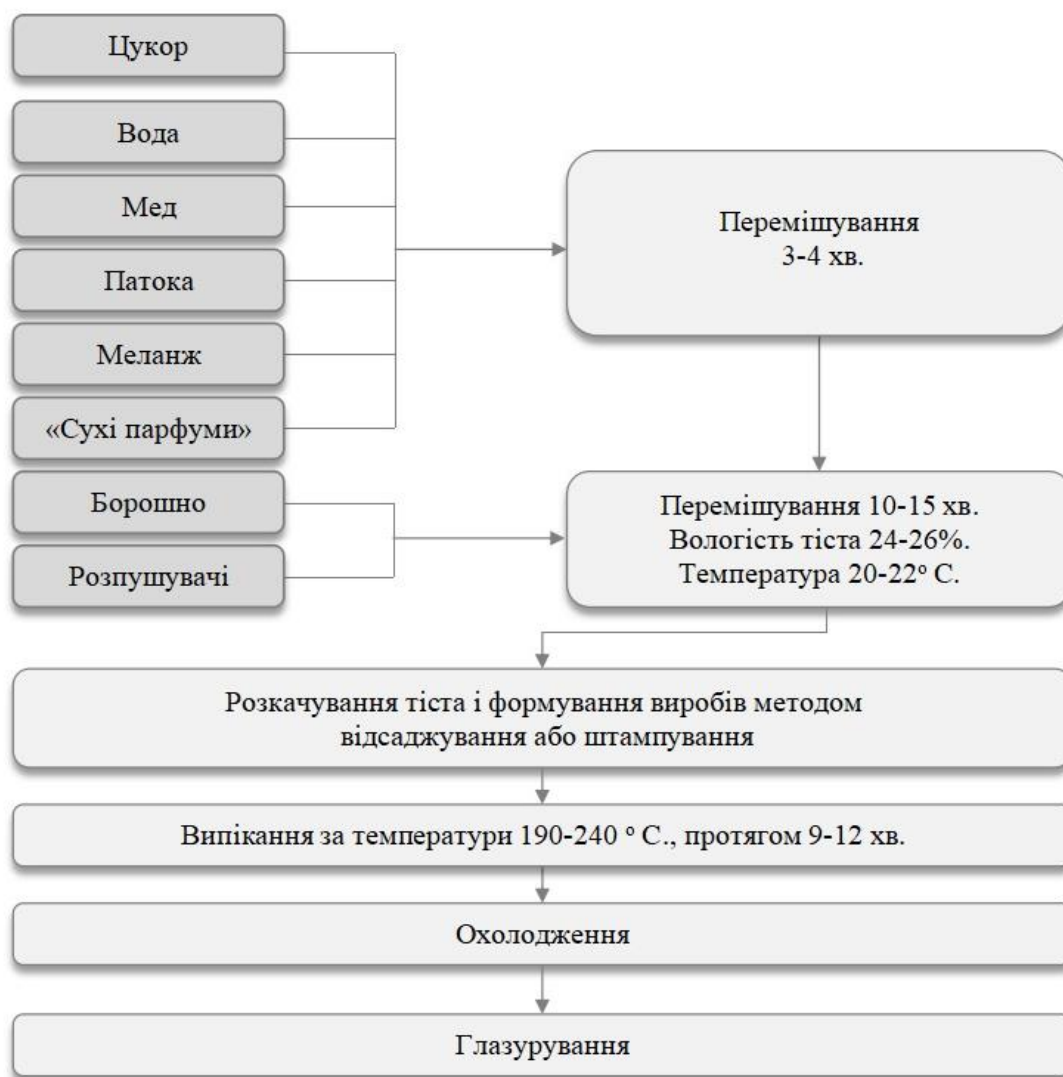 Цукор
Вода
Мед
Патока
Меланж
«Сухі парфуми»
Борошно
Розпушувачі
Перемішування
3-4 хв.
Перемішування 10-15 хв.
Вологість тіста 24-26%.
Температура 20-22º С.
Розкачування тіста і формування виробів методом
відсаджування або штампування
Випікання за температури 190-240 º С., протягом 9-12 хв.
Охолодження
Глазурування